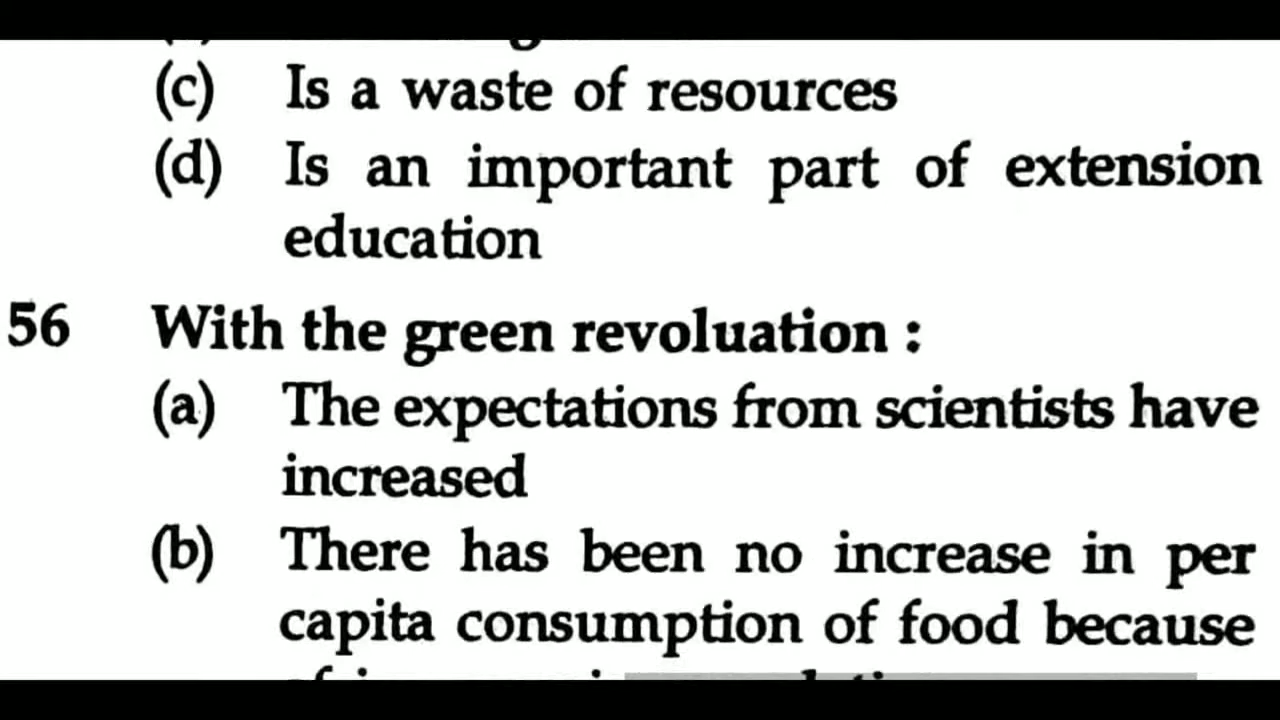 (c) Is a waste of resources
(d) Is an important part of extension
education
56 With the green revoluation :
(a) The expectations from scientists have
increased
(b) There has been no increase in per
capita consumption of food because